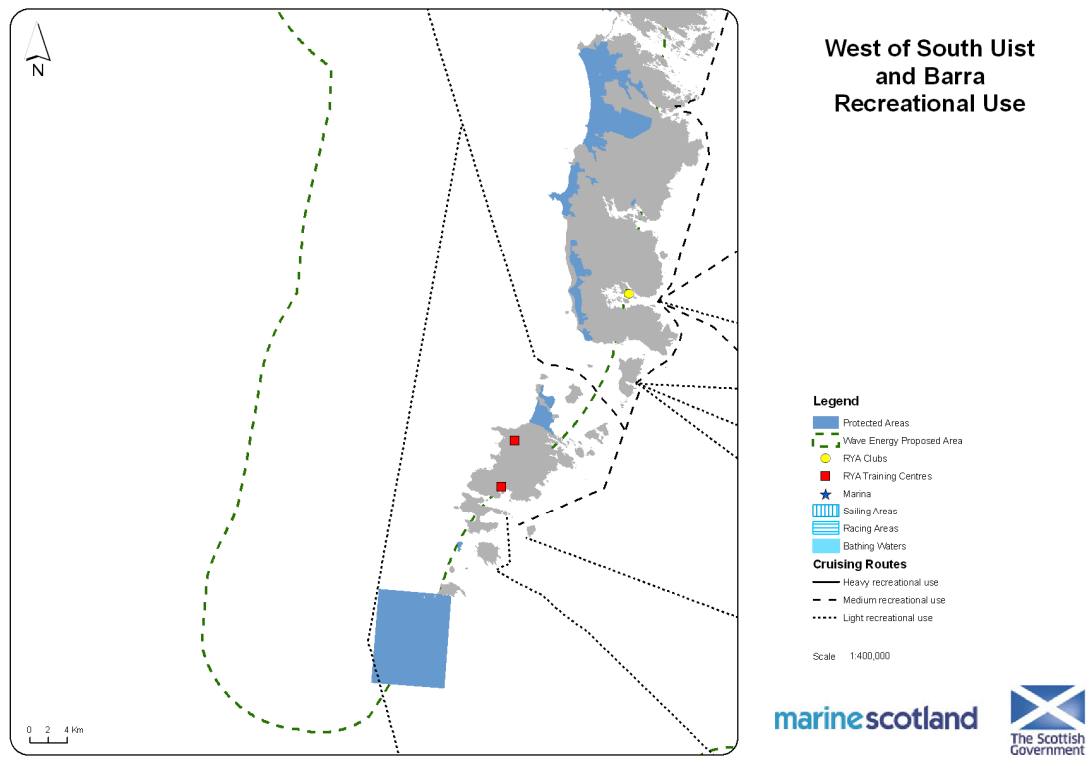 N
West of South Uist
and Barra
Recreational Use
Legend
Protected Areas
Wave Energy Proposed Area
RYA Clubs
RYA Training Centres
Marina
Sailing Areas
Racing Areas
Bathing Waters
Cruising Routes
Heavy recreational use
Medium recreational use
Light recreational use
Scale 1:400,000
0 2 4 Km
marinescotland
The Scottish
Government